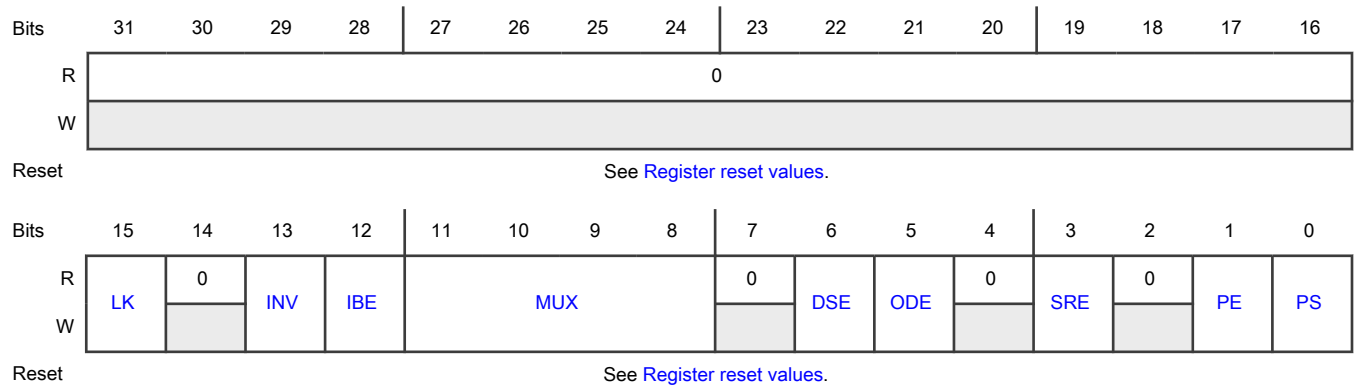 Bits 31 30 29 28 27 26 25 24 23 22 21 20 19 18 17 16
R 0
W
Reset See Register reset values.
Bits 15 14 13 12 11 10 9 8 7 6 5 4 3 2 1 0
R LK 0 INV IBE MUX 0 DSE ODE 0 SRE 0 PE PS
W
Reset See Register reset values.